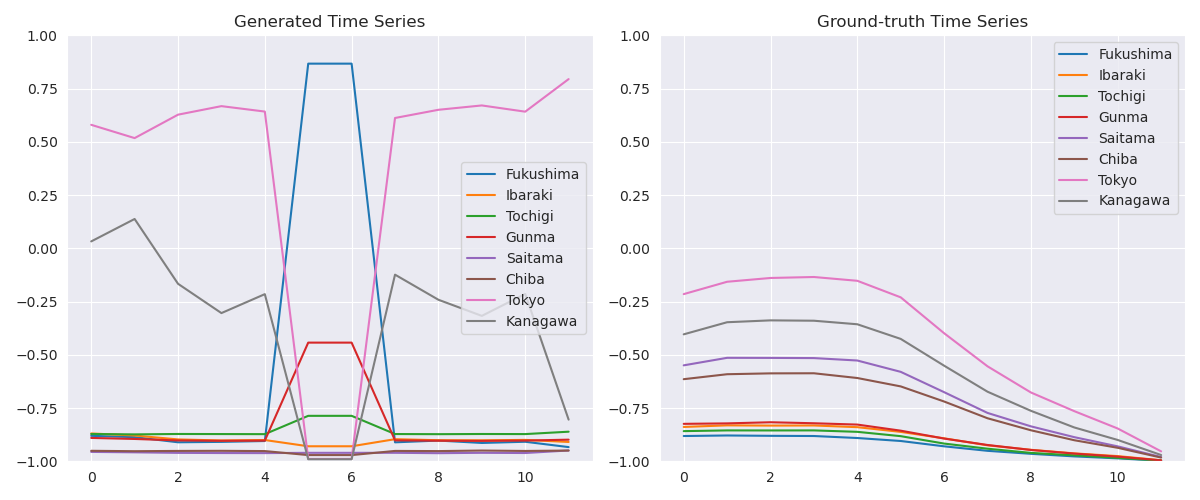 Generated Time Series
1.00
0.75
0.50
0.25
0.00
−0.25
−0.50
−0.75
−1.00
0 2 4 6 8 10
Fukushima
Ibaraki
Tochigi
Gunma
Saitama
Chiba
Tokyo
Kanagawa
Ground-truth Time Series
1.00
0.75
0.50
0.25
0.00
−0.25
−0.50
−0.75
−1.00
0 2 4 6 8 10
Fukushima
Ibaraki
Tochigi
Gunma
Saitama
Chiba
Tokyo
Kanagawa